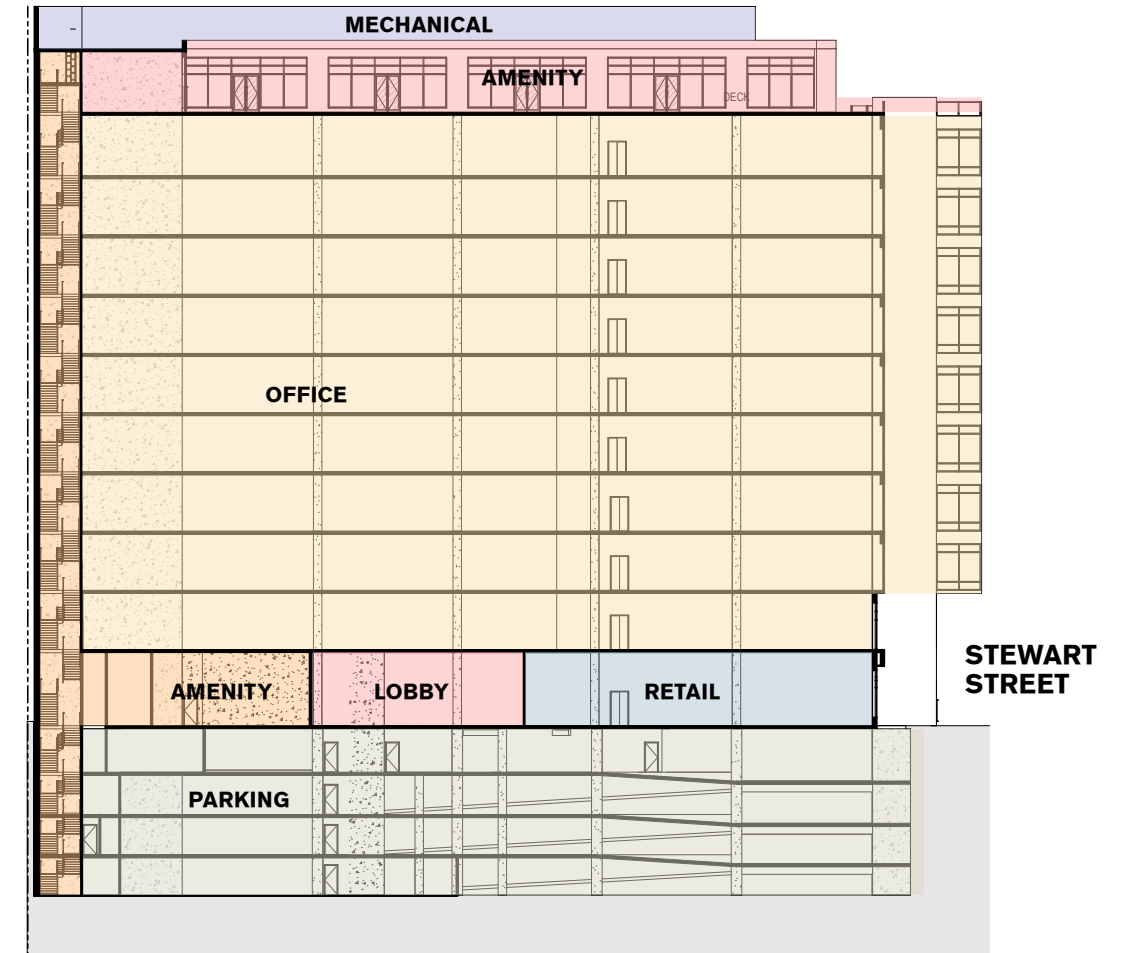 MECHANICAL
AMENITY
DECK
OFFICE
STEWART
STREET
AMENITY
LOBBY
RETAIL
PARKING